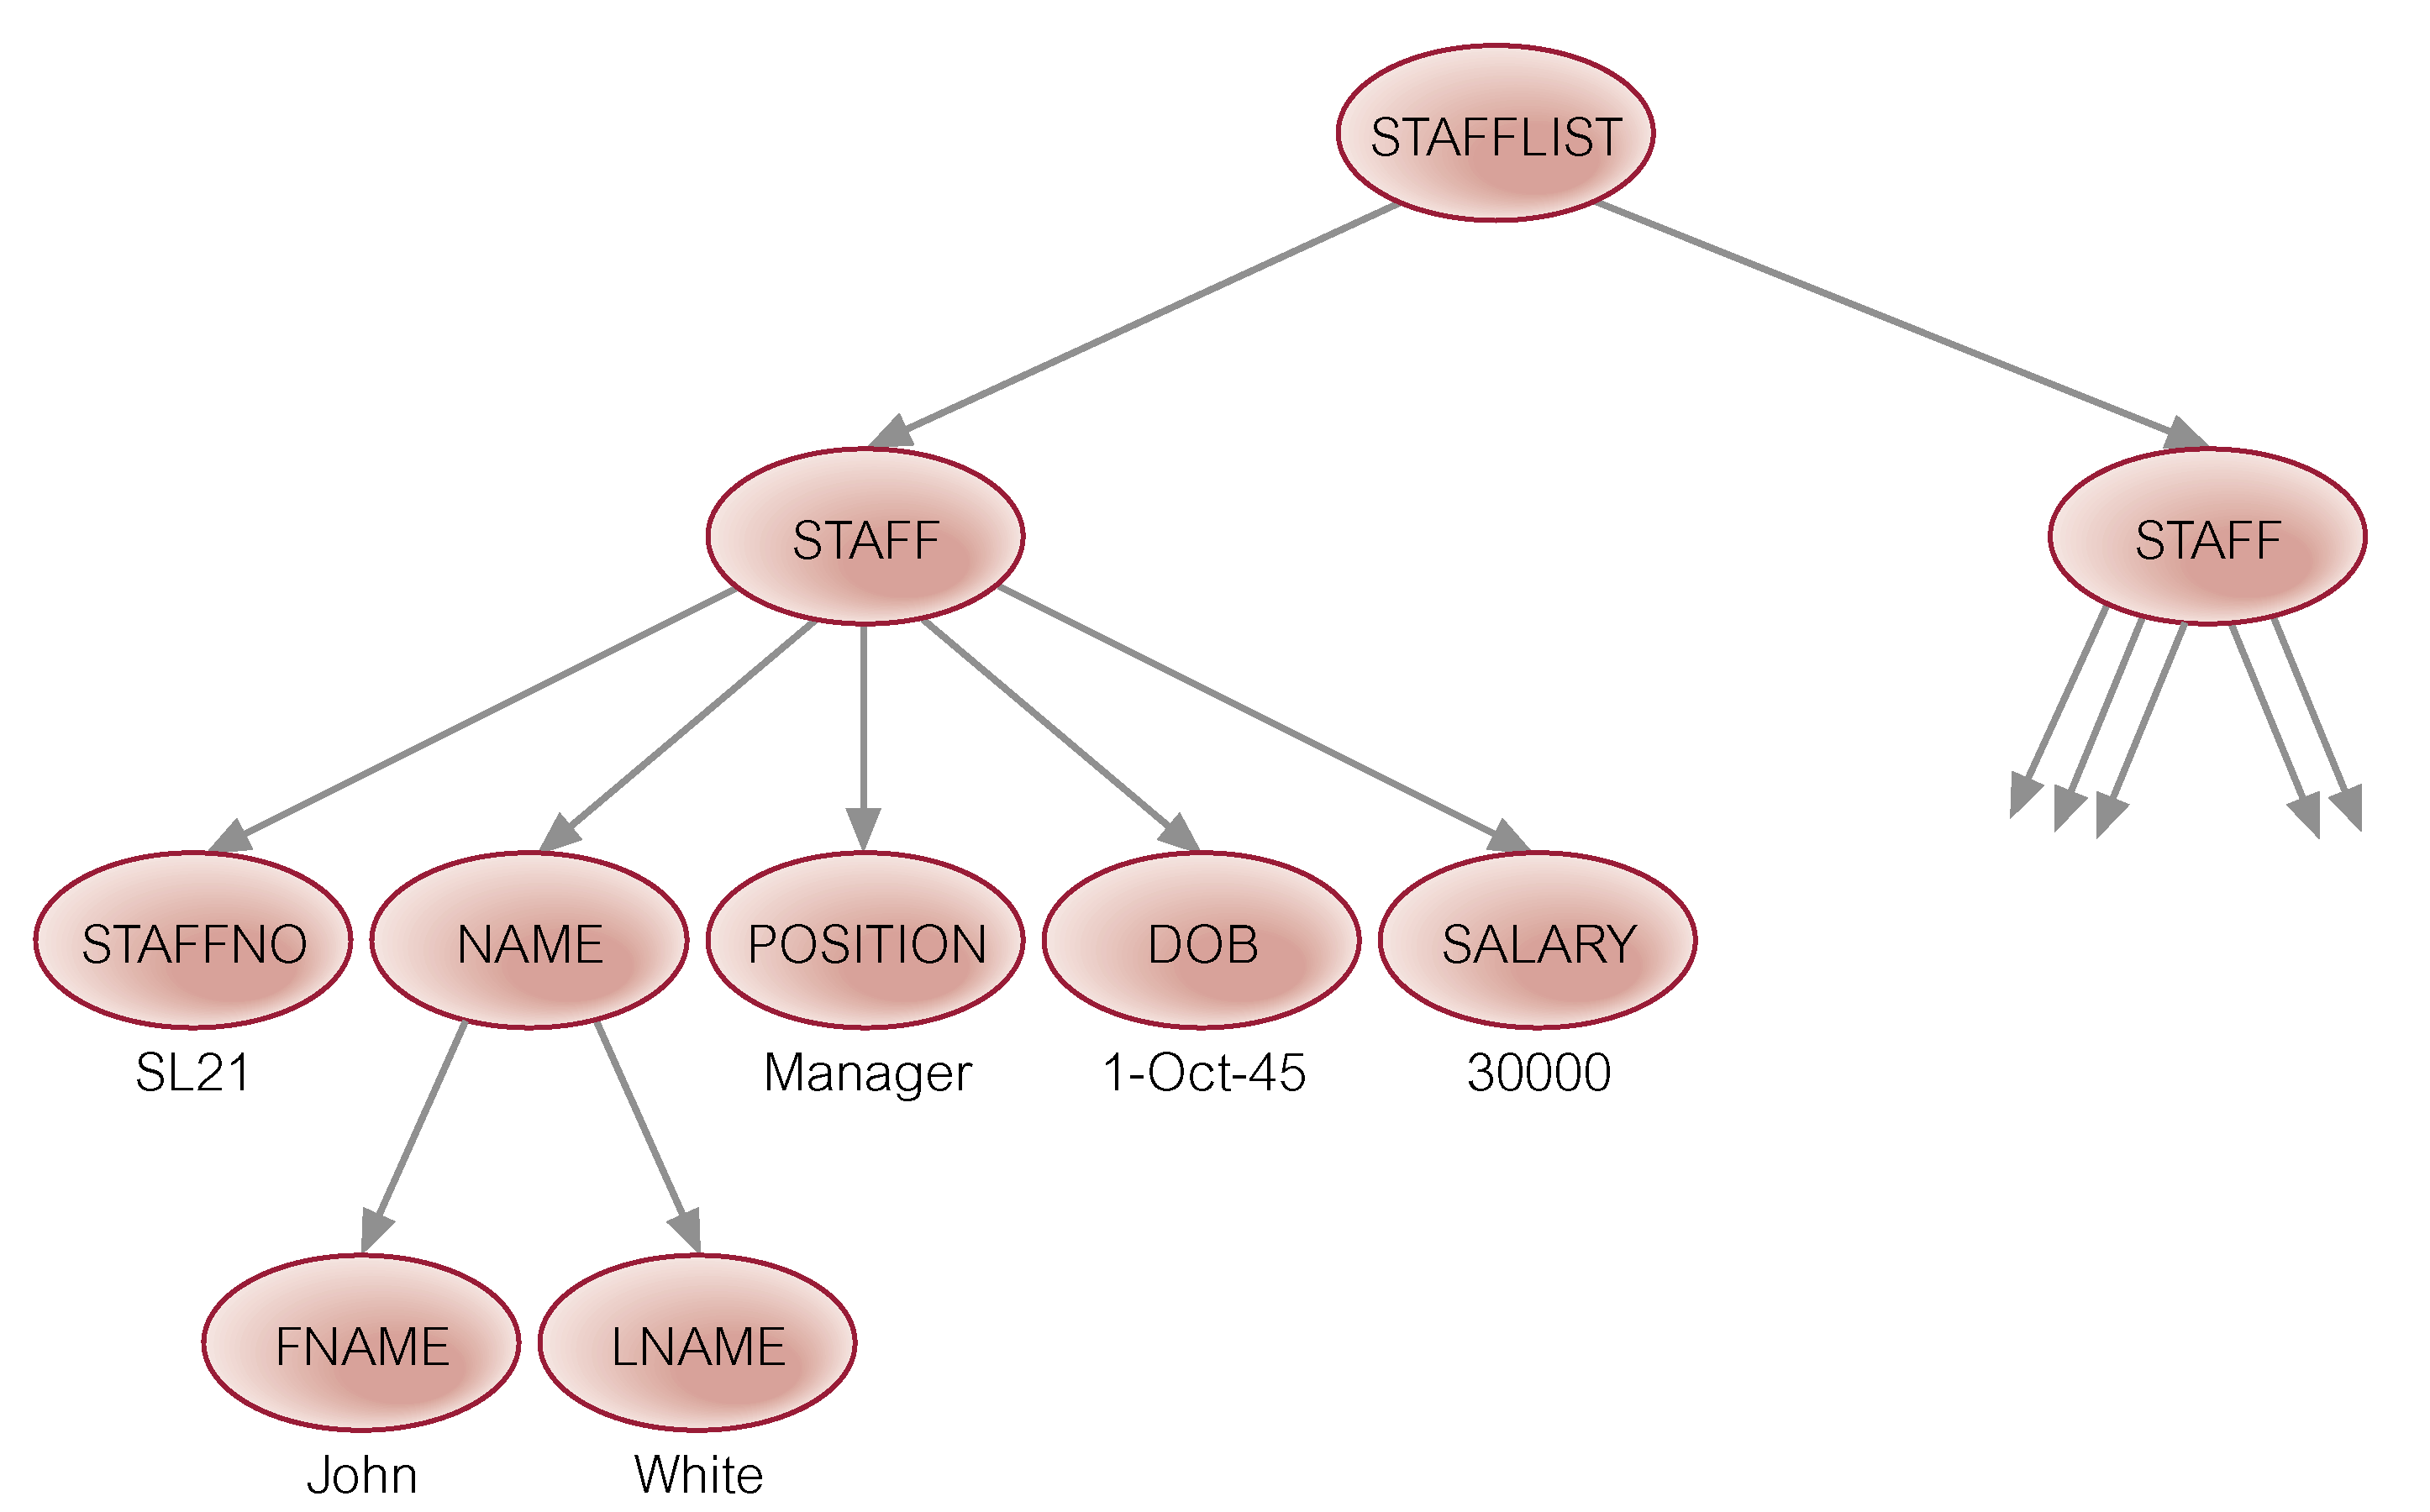 STAFFLIST
STAFF STAFF
STAFFNO NAME POSITION DOB SALARY
SL21 Manager 1-Oct-45 30000
FNAME LNAME
John White